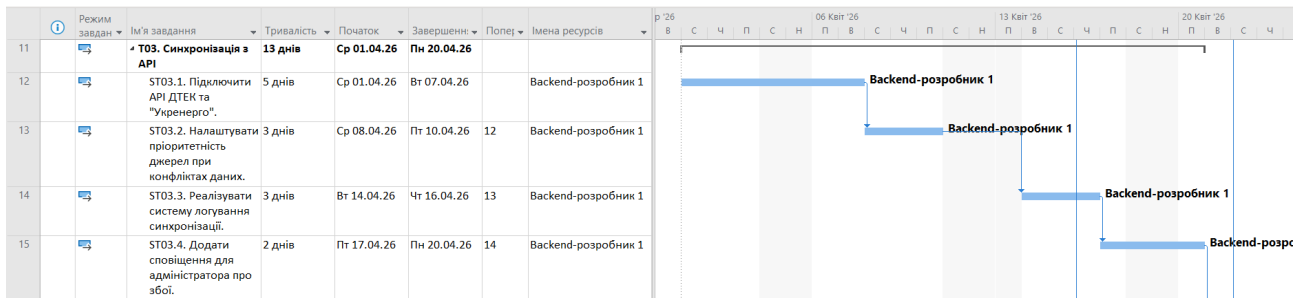 р '26 06 Квіт '26 13 Квіт '26 20 Квіт '26
Режим завдан Ім'я завдання Тривалість Початок Завершенн: Попер Імена ресурсів В С Ч П С Н П В С Ч П С Н П В С Ч П С Н П В С Ч
11 Т03. Синхронізація з 13 днів Ср 01.04.26 Пн 20.04.26
АРІ
12 ST03.1. Підключити 5 днів Ср 01.04.26 Вт 07.04.26 Backend-розробник 1 Backend-розробник 1
АРІ ДТЕК та
"Укренерго".
13 ST03.2. Налаштувати 3 днів Ср 08.04.26 Пт 10.04.26 12 Backend-розробник 1 Backend-розробник 1
пріоритетність
джерел при
конфліктах даних.
14 ST03.3. Реалізувати 3 днів Вт 14.04.26 Чт 16.04.26 13 Backend-розробник 1 Backend-розробник 1
систему логування
синхронізації.
15 ST03.4. Додати 2 днів Пт 17.04.26 Пн 20.04.26 14 Backend-розробник 1 Backend-розро
сповіщення для
адміністратора про
збої.